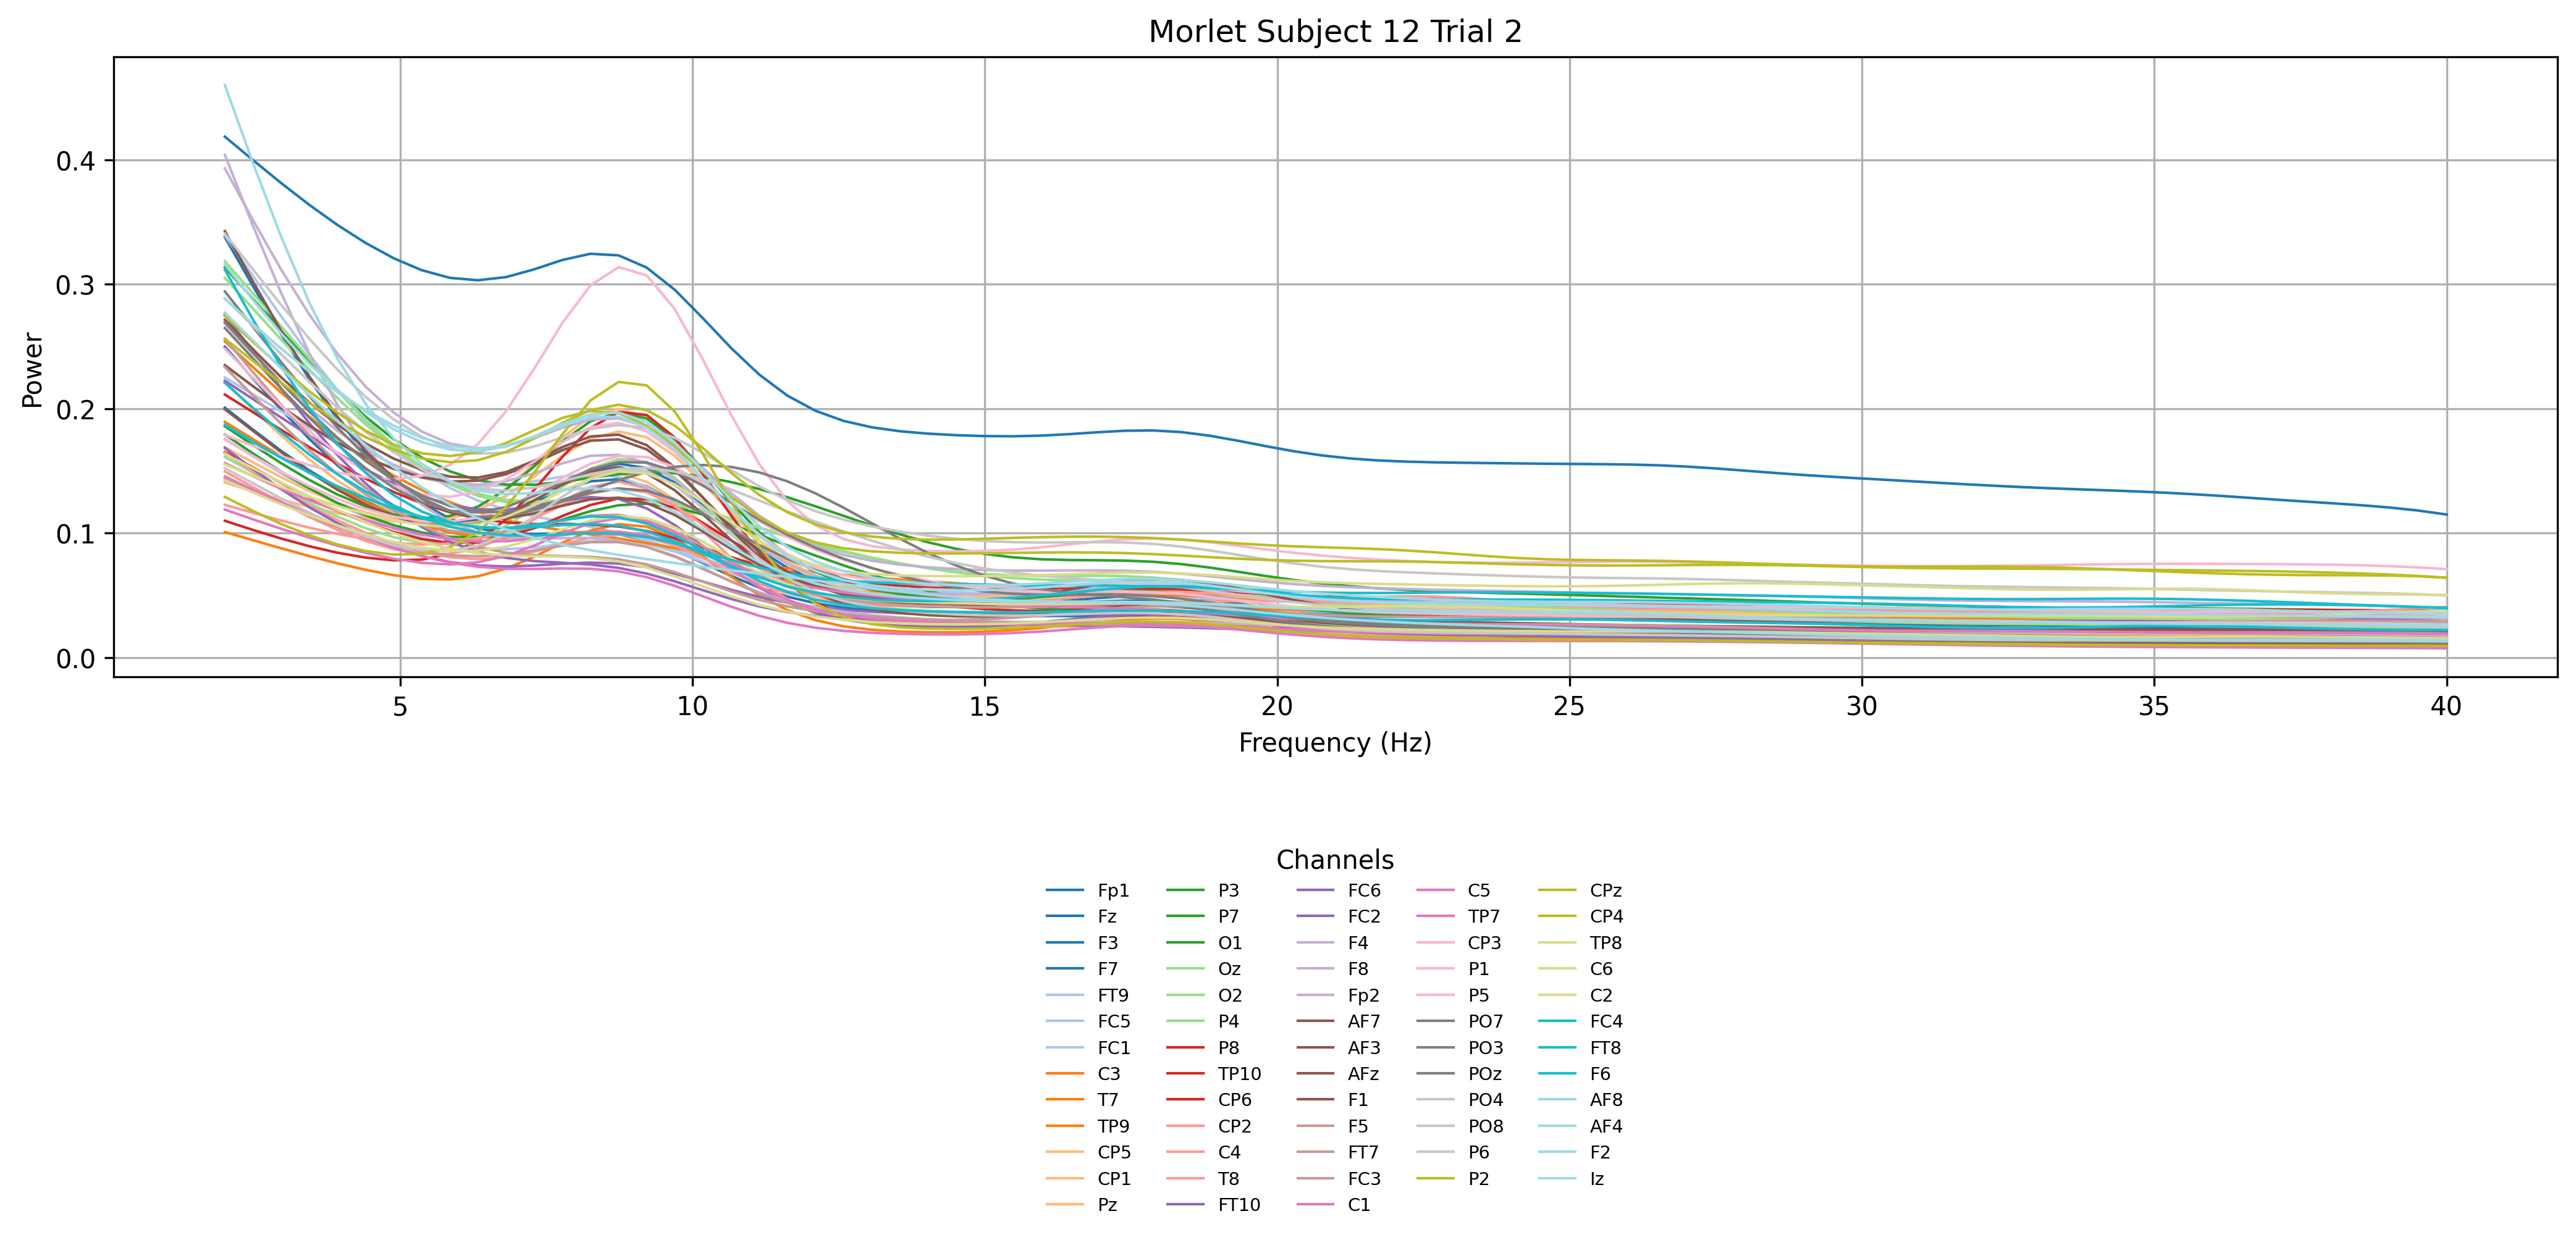 Morlet Subject 12 Trial 2
Power
0.4
0.3
0.2
0.1
0.0
5 10 15 20 25 30 35 40
Frequency (Hz)
Channels
Fp1 P3 FC6 C5 CPz
Fz P7 FC2 TP7 CP4
F3 O1 F4 CP3 TP8
F7 Oz F8 P1 C6
FT9 O2 Fp2 P5 C2
FC5 P4 AF7 PO7 FC4
FC1 P8 AF3 PO3 FT8
C3 TP10 AFz POz F6
T7 CP6 F1 PO4 AF8
TP9 CP2 F5 PO8 AF4
CP5 C4 FT7 P6 F2
CP1 T8 FC3 P2 Iz
Pz FT10 C1